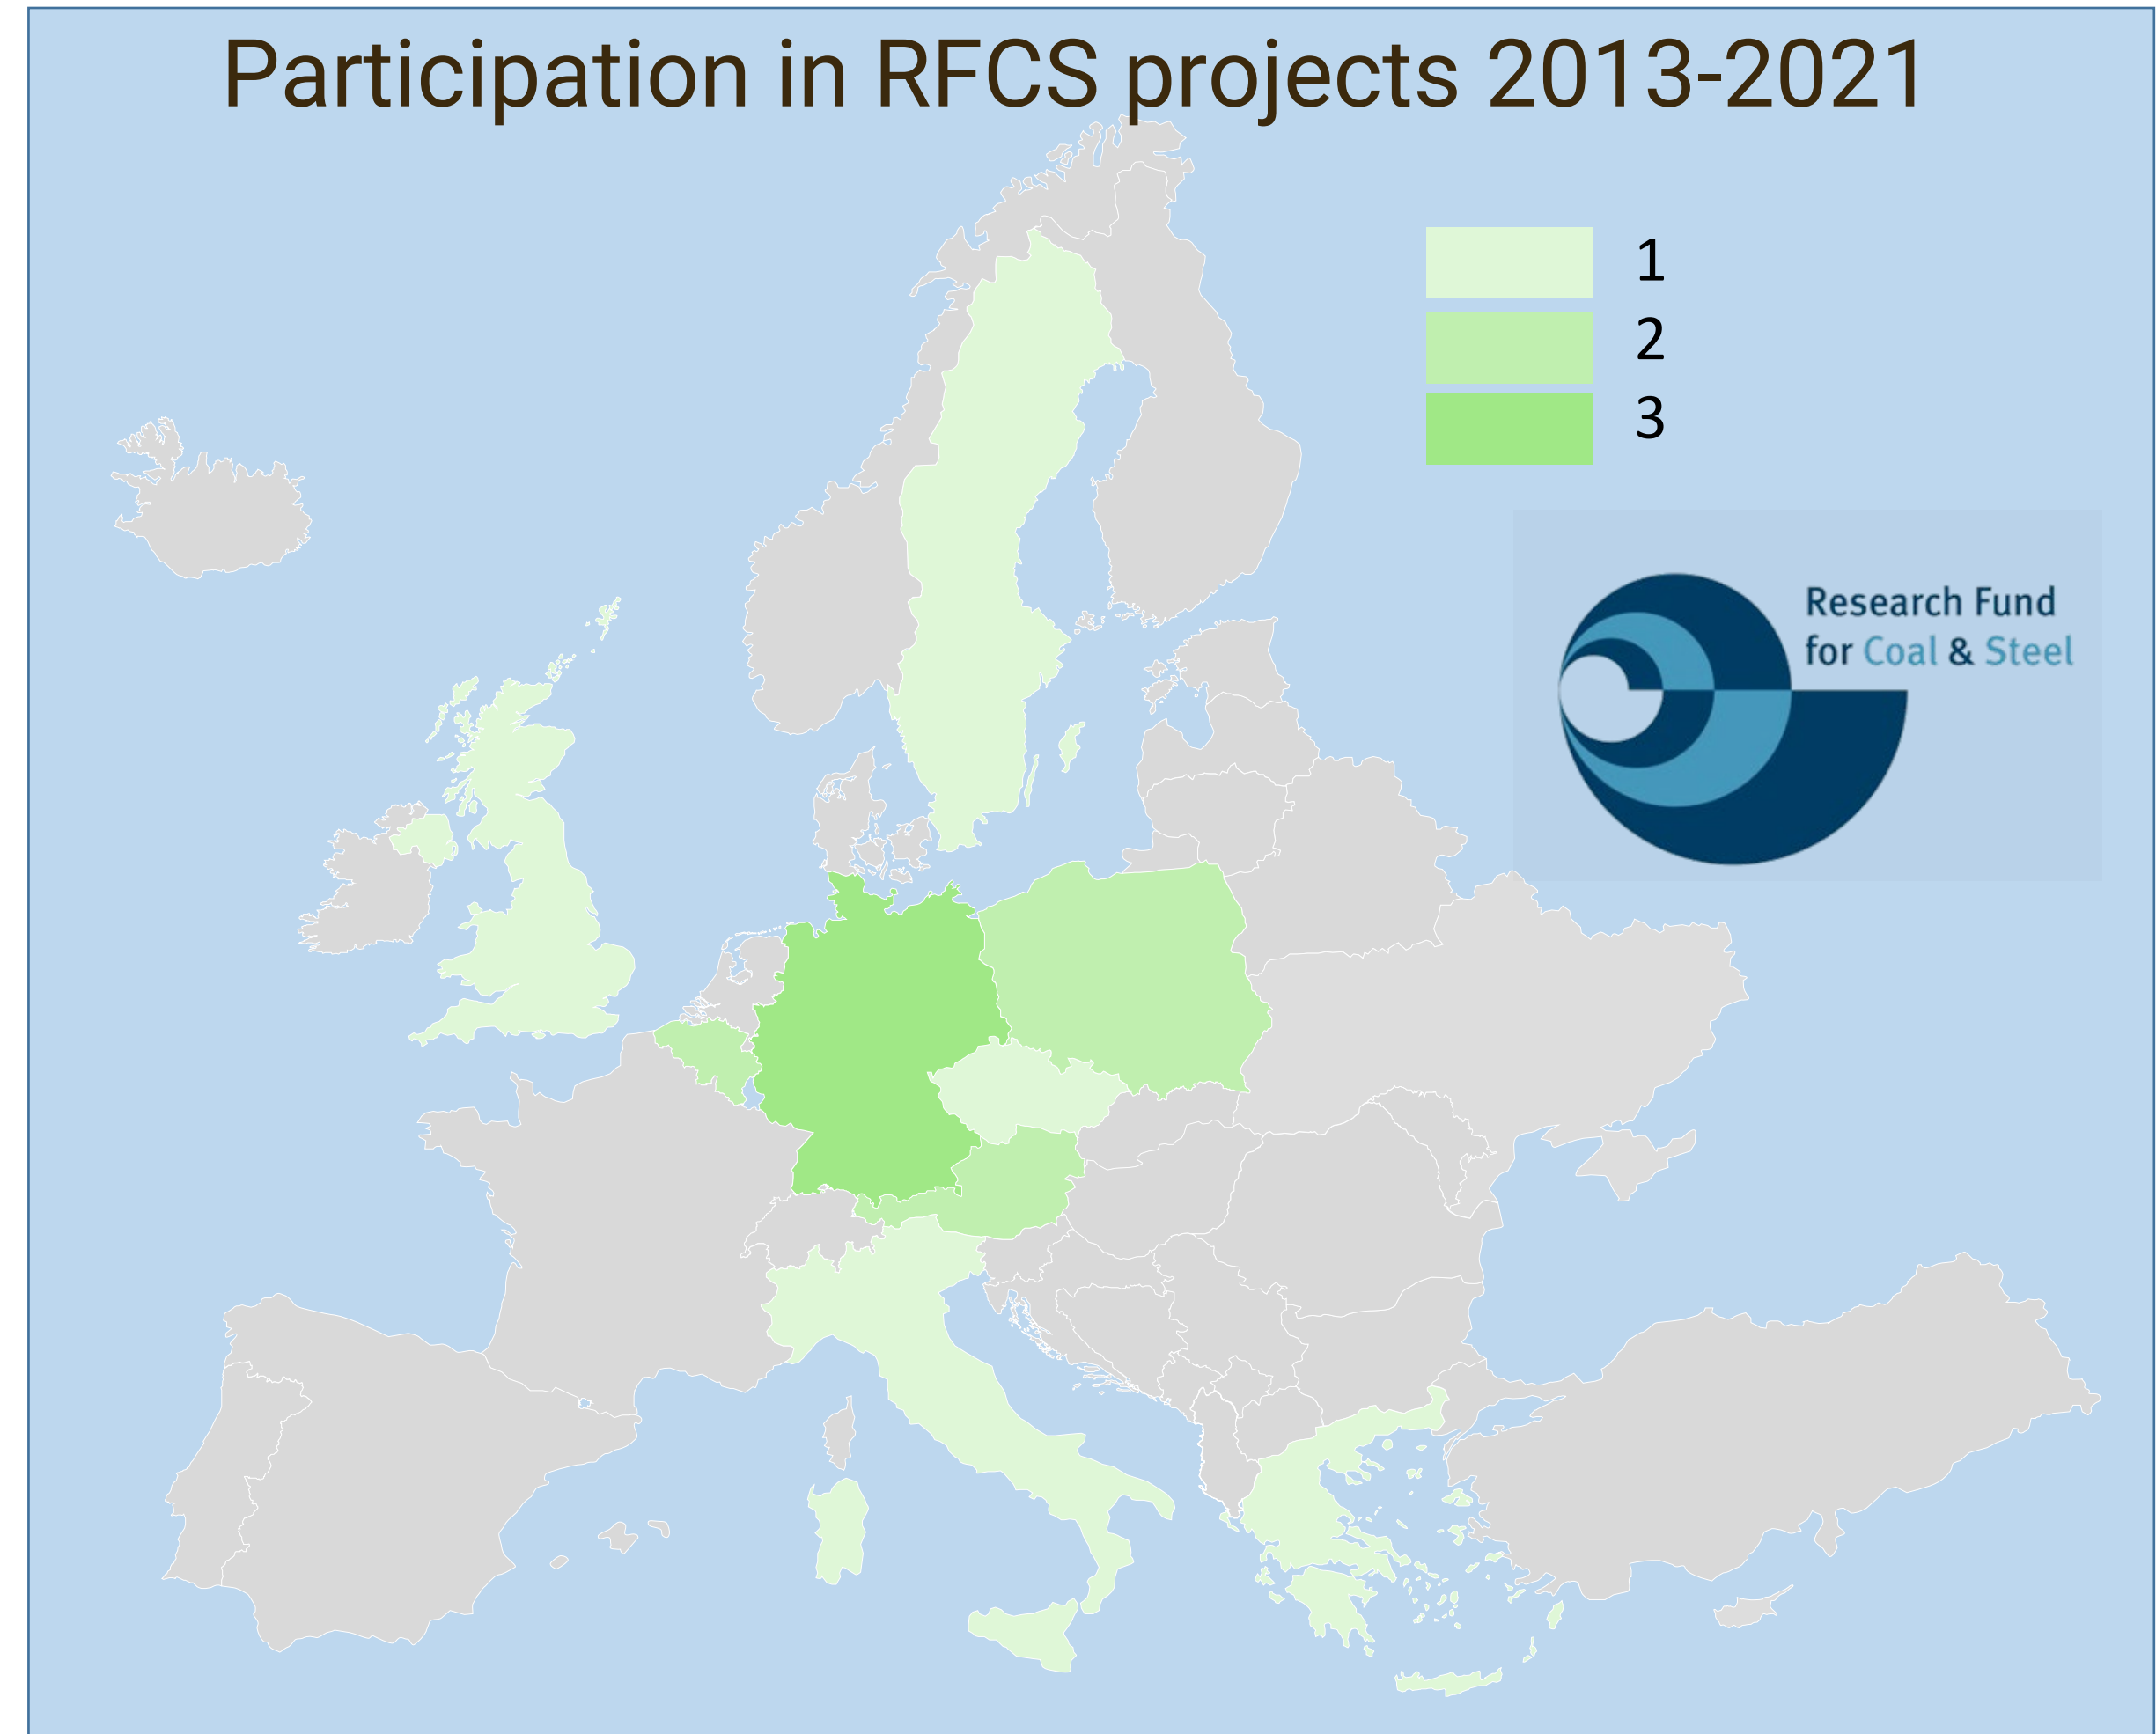 Participation in RFCS projects 2013-2021
1
2
3
Research Fund
for Coal & Steel